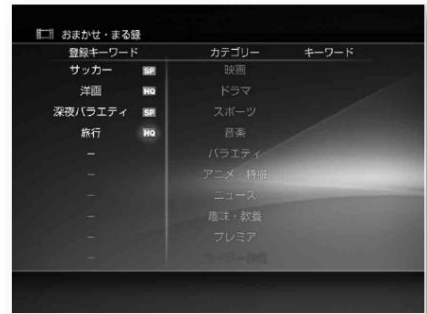 おまかせ・まる録
登録キーワード カテゴリー キーワード
サッカー SP 映画
洋画 HQ ドラマ
深夜バラエティ SP スポーツ
旅行 HQ 音楽
－ バラエティ
－ アニメ・特撮
－ ニュース
－ 趣味・教養
－ プレミア
－